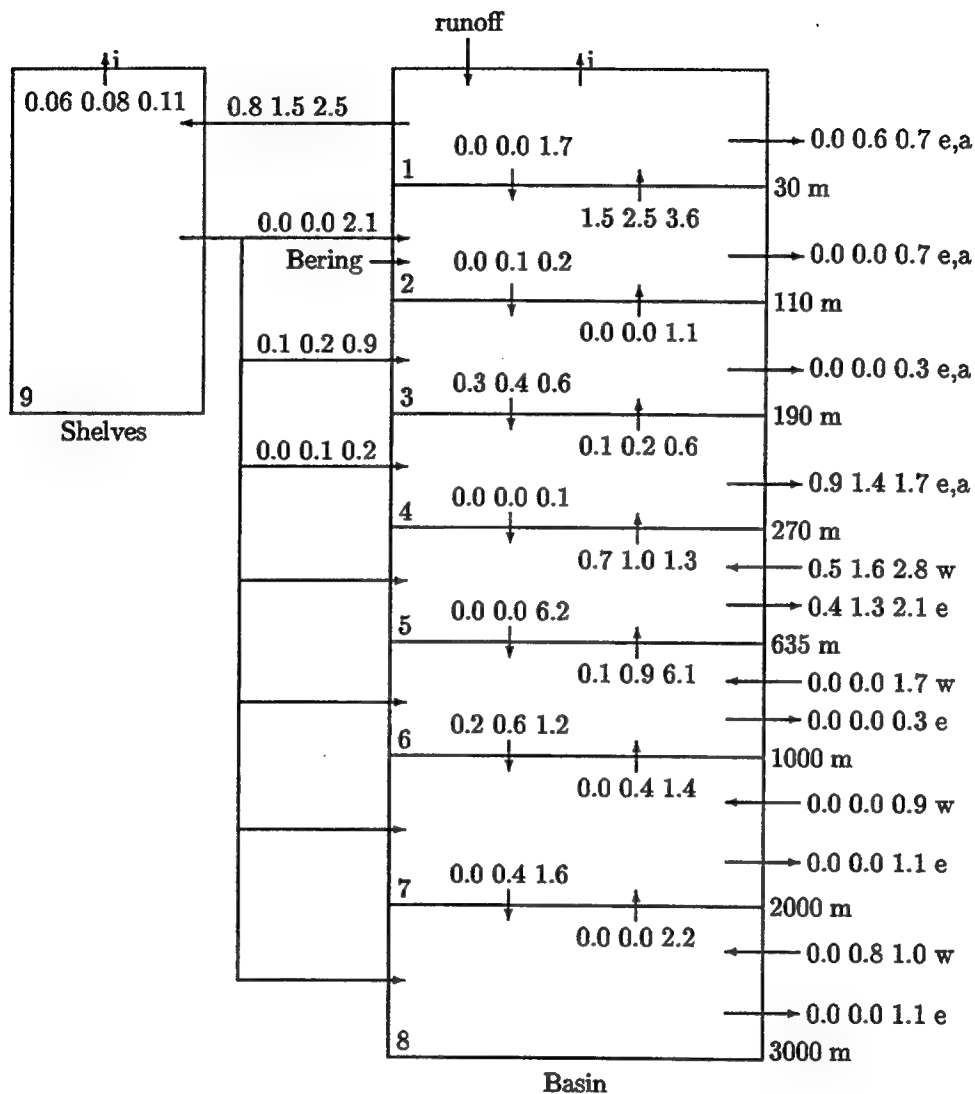 runoff
i
i
0.06 0.08 0.11
0.8 1.5 2.5
0.0 0.6 0.7 e,a
0.0 0.0 1.7
1
30 m
1.5 2.5 3.6
0.0 0.0 2.1
Bering
0.0 0.1 0.2
0.0 0.0 0.7 e,a
2
110 m
0.0 0.0 1.1
0.1 0.2 0.9
0.0 0.0 0.3 e,a
0.3 0.4 0.6
9
3
190 m
Shelves
0.1 0.2 0.6
0.0 0.1 0.2
0.9 1.4 1.7 e,a
0.0 0.0 0.1
4
270 m
0.7 1.0 1.3
0.5 1.6 2.8 w
0.4 1.3 2.1 e
0.0 0.0 6.2
5
635 m
0.1 0.9 6.1
0.0 0.0 1.7 w
0.0 0.0 0.3 e
0.2 0.6 1.2
6
1000 m
0.0 0.4 1.4
0.0 0.0 0.9 w
0.0 0.0 1.1 e
0.0 0.4 1.6
7
2000 m
0.0 0.0 2.2
0.0 0.8 1.0 w
0.0 0.0 1.1 e
8
3000 m
Basin